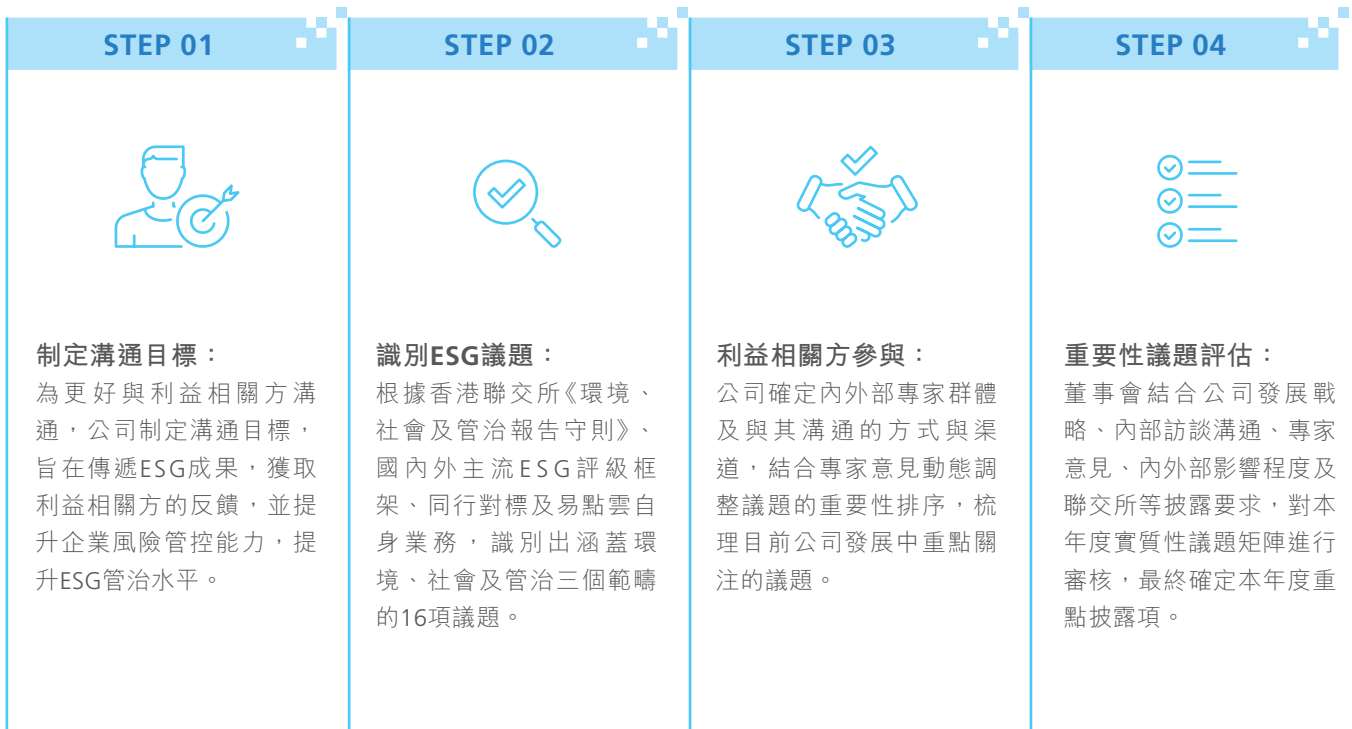 STEP 01
制定溝通目標：
為更好與利益相關方溝
通，公司制定溝通目標，
旨在傳遞ESG成果，獲取
利益相關方的反饋，並提
升企業風險管控能力，提
升ESG管治水平。
STEP 02
識別ESG議題：
根據香港聯交所《環境、
社會及管治報告守則》、
國內外主流ESG評級框
架、同行對標及易點雲自
身業務，識別出涵蓋環
境、社會及管治三個範疇
的16項議題。
STEP 03
利益相關方參與：
公司確定內外部專家群體
及與其溝通的方式與渠
道，結合專家意見動態調
整議題的重要性排序，梳
理目前公司發展中重點關
注的議題。
STEP 04
重要性議題評估：
董事會結合公司發展戰
略、內部訪談溝通、專家
意見、內外部影響程度及
聯交所等披露要求，對本
年度實質性議題矩陣進行
審核，最終確定本年度重
點披露項。